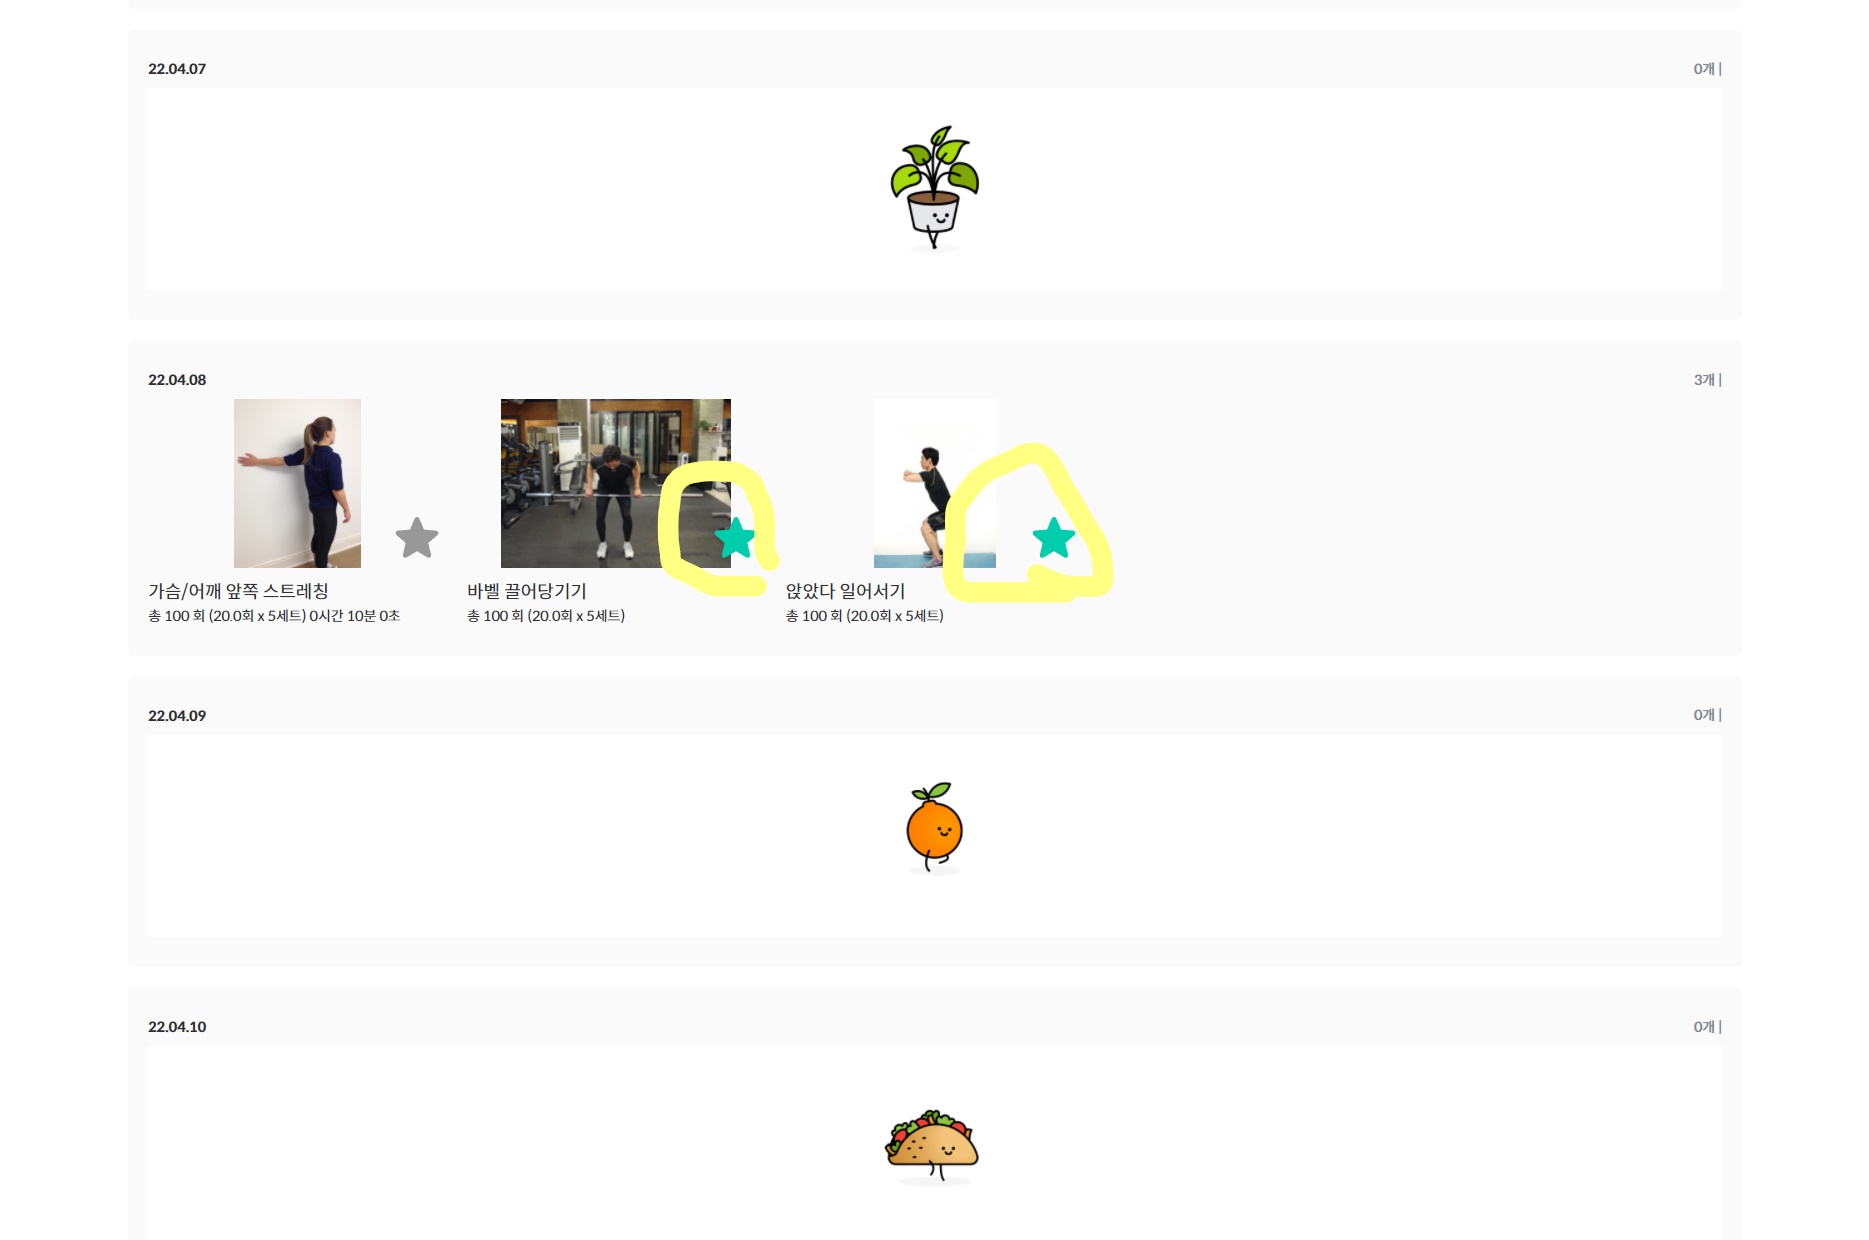 22.04.07
0개 |
22.04.08
3개 |
가슴/어깨 앞쪽 스트레칭
총 100 회 (20.0회 x 5세트) 0시간 10분 0초
바벨 끌어당기기
총 100 회 (20.0회 x 5세트)
앉았다 일어서기
총 100 회 (20.0회 x 5세트)
22.04.09
0개 |
22.04.10
0개 |